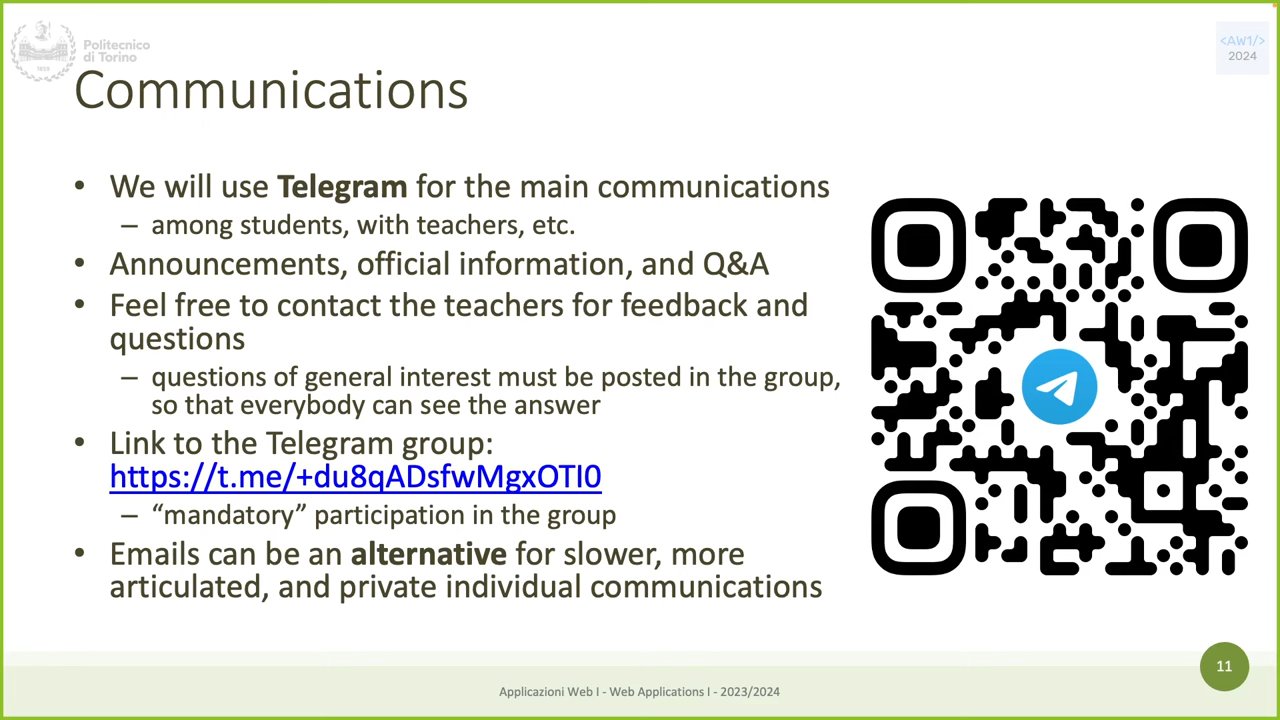 Politecnico
di Torino
1859
<AW1/>
2024
Communications
• We will use Telegram for the main communications
– among students, with teachers, etc.
• Announcements, official information, and Q&A
• Feel free to contact the teachers for feedback and
questions
– questions of general interest must be posted in the group,
so that everybody can see the answer
• Link to the Telegram group:
https://t.me/+du8qADsfwMgxOTI0
– “mandatory” participation in the group
• Emails can be an alternative for slower, more
articulated, and private individual communications
11
Applicazioni Web I - Web Applications I - 2023/2024